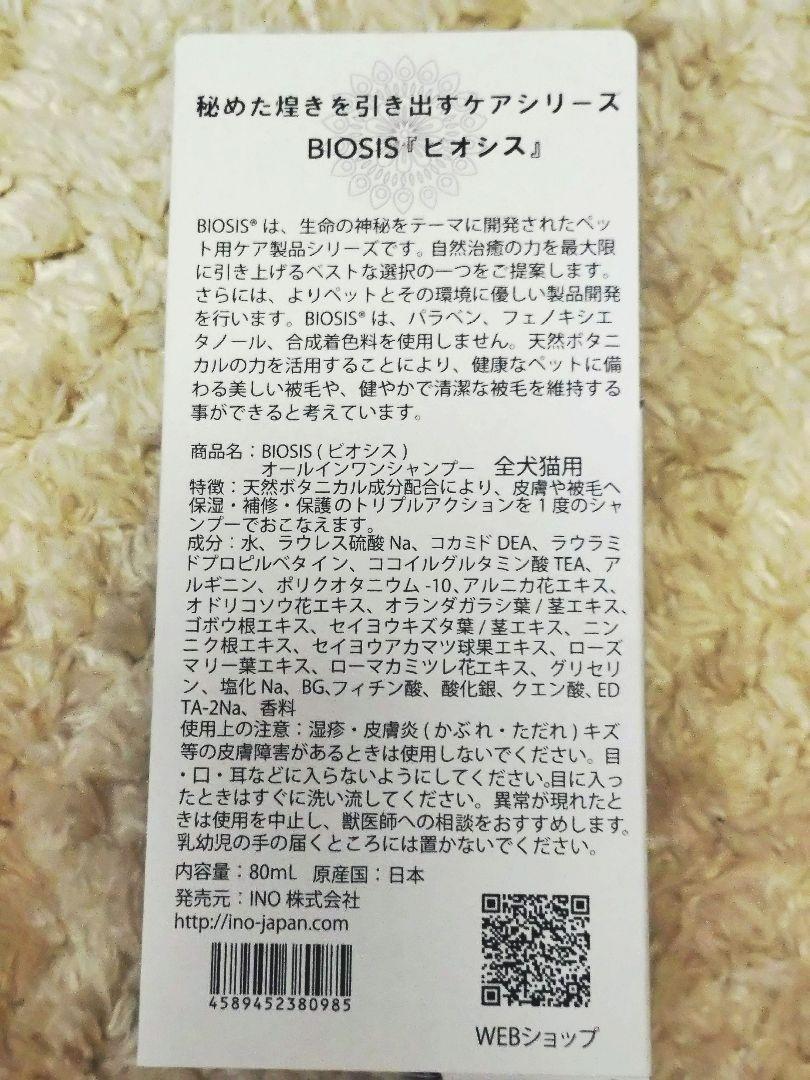 秘めた煌きを引き出すケアシリーズ
BIOSIS『ビオシス』
BIOSIS® は、生命の神秘をテーマに開発されたペッ
ト用ケア製品シリーズです。自然治癒の力を最大限
に引き上げるベストな選択の一つをご提案します。
さらには、よりペットとその環境に優しい製品開発
を行います。BIOSIS® は、パラベン、フェノキシエ
タノール、合成着色料を使用しません。天然ボタニ
カルの力を活用することにより、健康なペットに備
わる美しい被毛や、健やかで清潔な被毛を維持する
事ができると考えています。
商品名：BIOSIS ( ビオシス )
オールインワンシャンプー 全犬猫用
特徴：天然ボタニカル成分配合により、皮膚や被毛へ
保湿・補修・保護のトリプルアクションを 1 度のシャ
ンプーでおこなえます。
成分：水、ラウレス硫酸 Na、コカミド DEA、ラウラミ
ドプロピルベタイン、ココイルグルタミン酸 TEA、ア
ルギニン、ポリクオタニウム -10、アルニカ花エキス、
オドリコソウ花エキス、オランダガラシ葉 / 茎エキス、
ゴボウ根エキス、セイヨウキズタ葉 / 茎エキス、ニン
ニク根エキス、セイヨウアカマツ球果エキス、ローズ
マリー葉エキス、ローマカミツレ花エキス、グリセリ
ン、塩化 Na、BG、フィチン酸、酸化銀、クエン酸、ED
TA-2Na、香料
使用上の注意：湿疹・皮膚炎 ( かぶれ・ただれ ) キズ
等の皮膚障害があるときは使用しないでください。目
・口・耳などに入らないようにしてください。目に入っ
たときはすぐに洗い流してください。異常が現れたと
きは使用を中止し、獣医師への相談をおすすめします。
乳幼児の手の届くところには置かないでください。
内容量：80mL 原産国：日本
発売元：INO 株式会社
http://ino-japan.com
4589452380985
WEBショップ